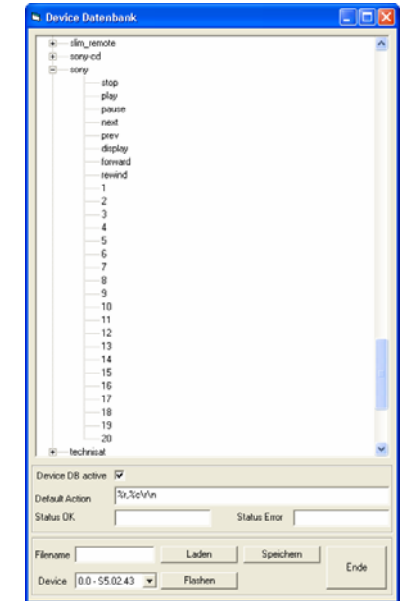 Device Datenbank
slim_remote
sony-cd
sony
stop
play
pause
next
prev
display
forward
rewind
1
2
3
4
5
6
7
8
9
10
11
12
13
14
15
16
17
18
19
20
technisat
Device DB active
Default Action %r,%c\r\n
Status OK Status Error
Filename Laden Speichern
Ende
Device 0.0 - S5.02.43 Flashen